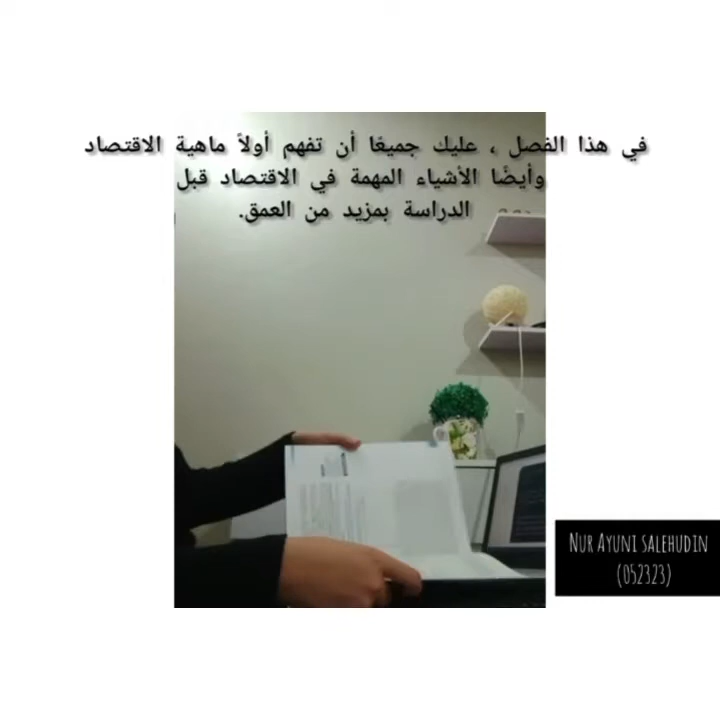 في هذا الفصل ، عليك جميعًا أن تفهم أولاً ماهية الاقتصاد
وأيضًا الأشياء المهمة في الاقتصاد قبل
الدراسة بمزيد من العمق.
NUR AYUNI SALEHUDIN
(052323)